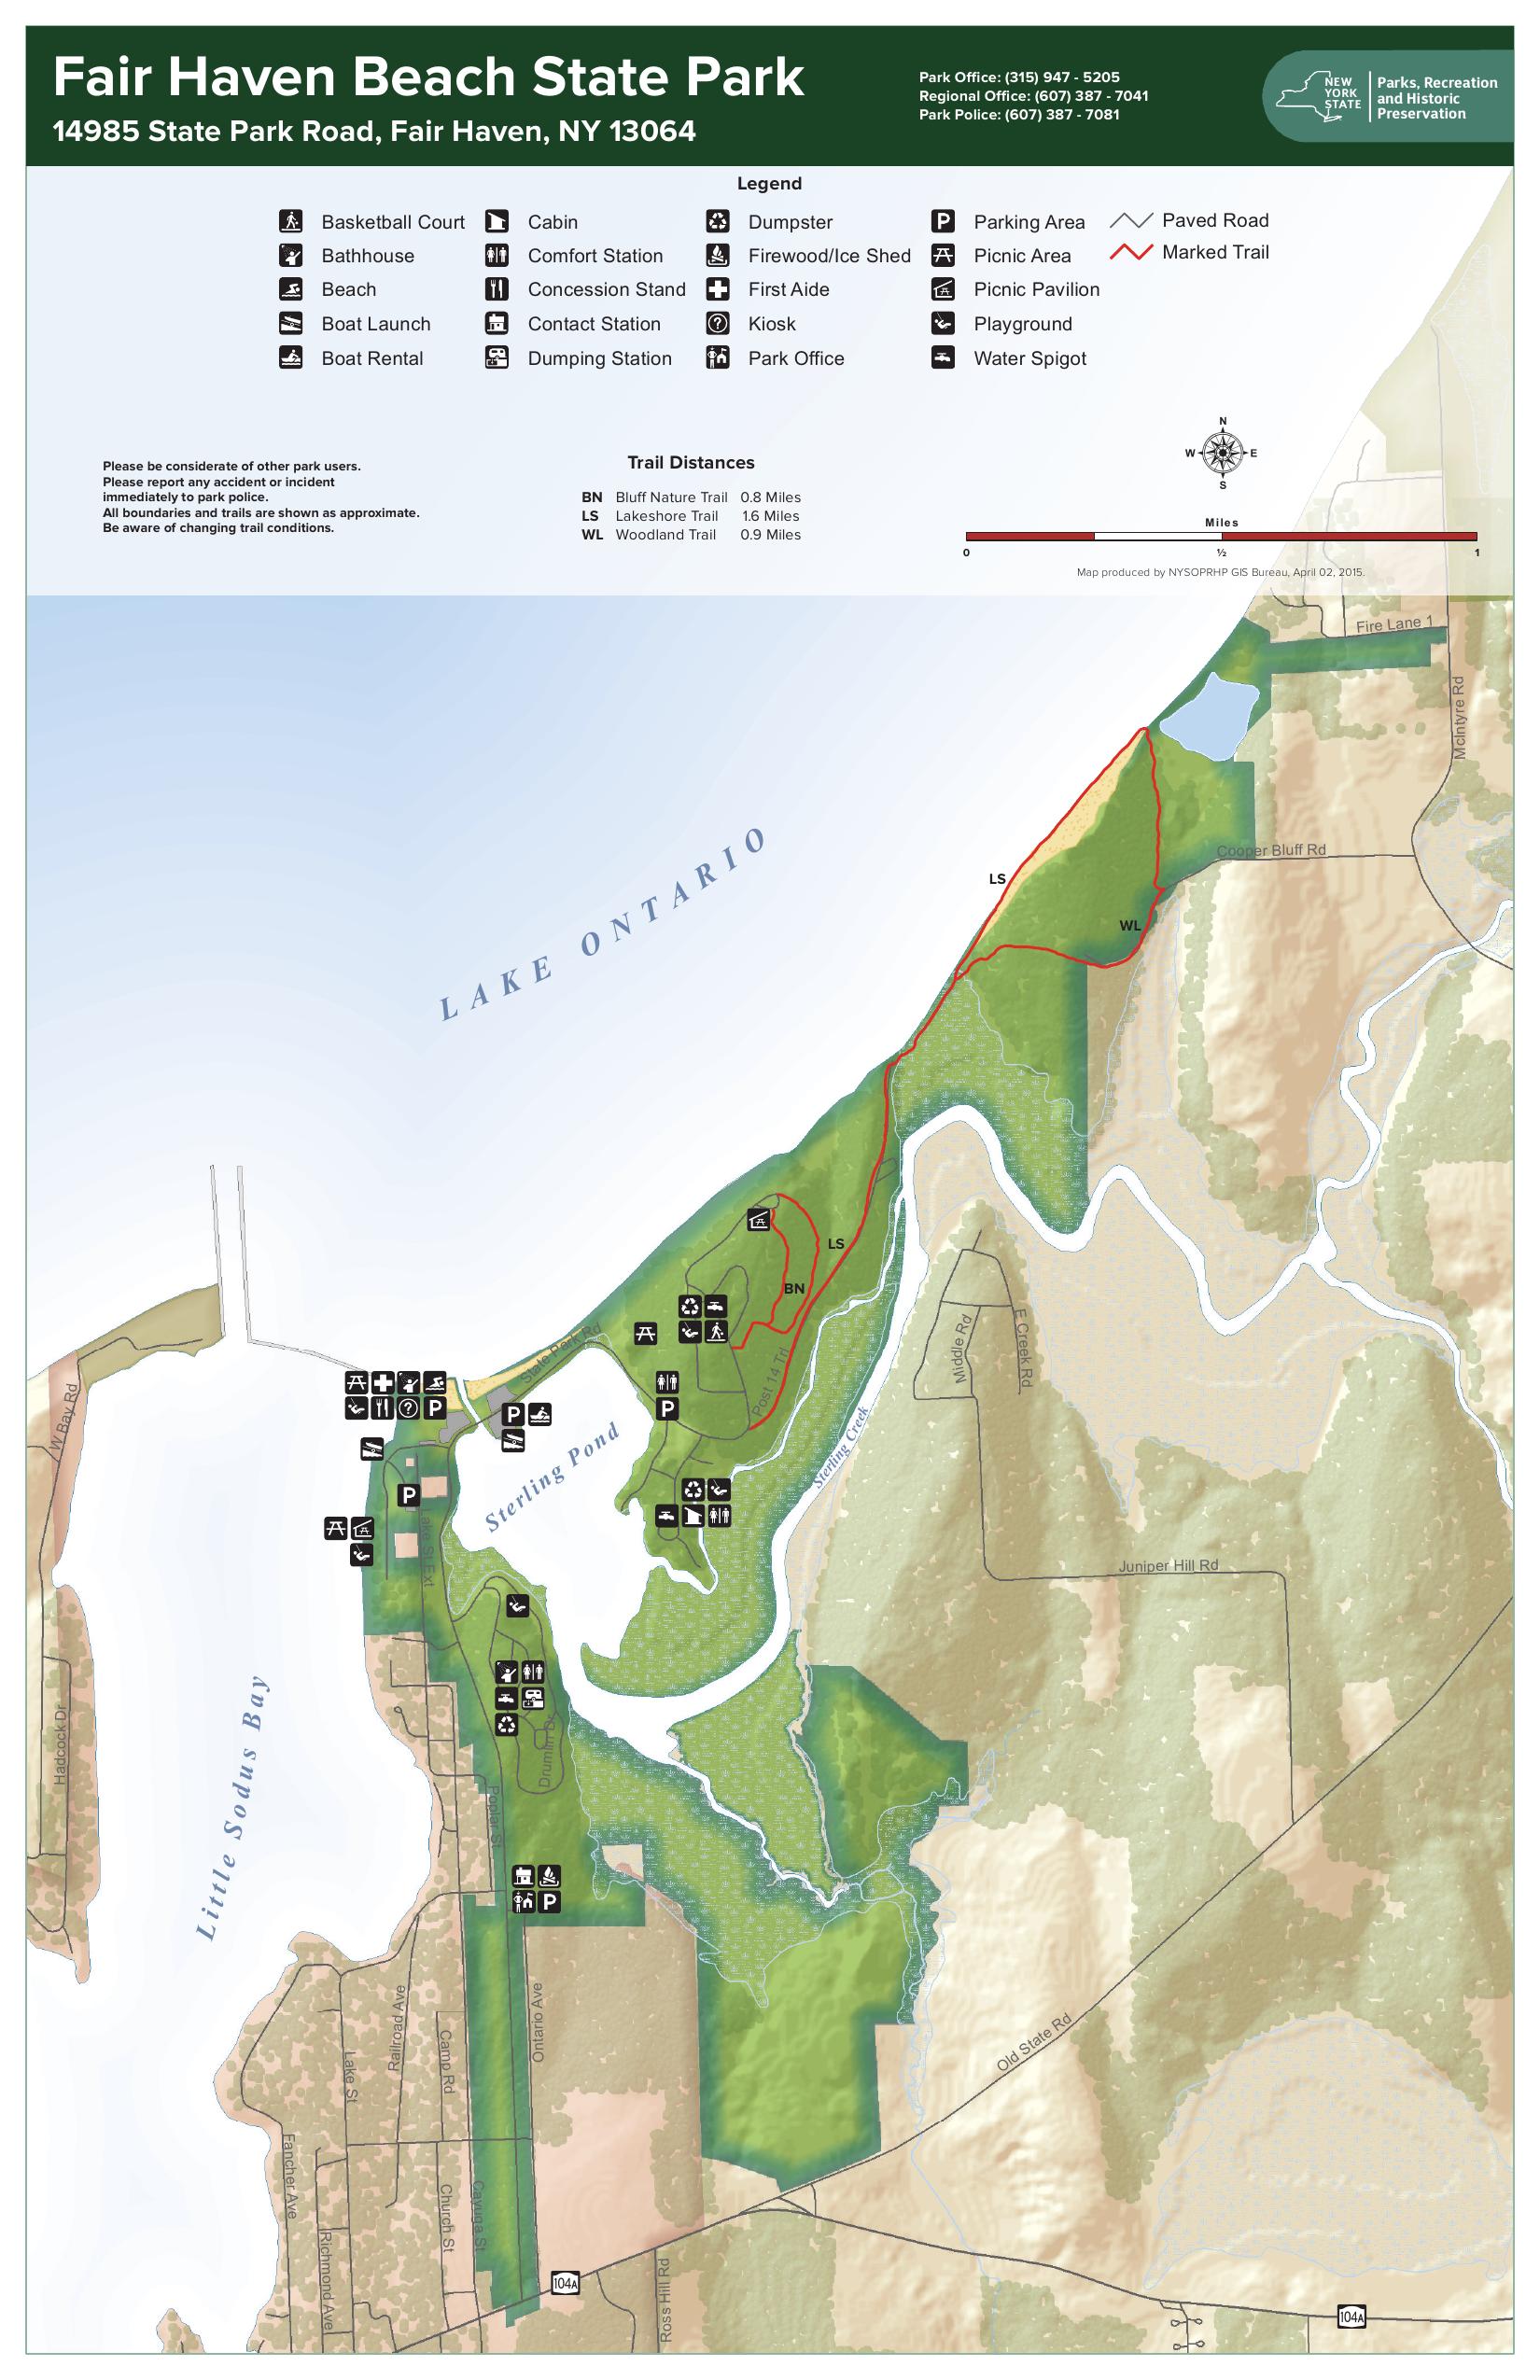 Fair Haven Beach State Park
14985 State Park Road, Fair Haven, NY 13064
Park Office: (315) 947 - 5205
Regional Office: (607) 387 - 7041
Park Police: (607) 387 - 7081
NEW
YORK
STATE
Parks, Recreation
and Historic
Preservation
Legend
Basketball Court
Bathhouse
Beach
Boat Launch
Boat Rental
Cabin
Comfort Station
Concession Stand
Contact Station
Dumping Station
Dumpster
Firewood/Ice Shed
First Aide
Kiosk
Park Office
P Parking Area
Picnic Area
Picnic Pavilion
Playground
Water Spigot
Paved Road
Marked Trail
Please be considerate of other park users.
Please report any accident or incident
immediately to park police.
All boundaries and trails are shown as approximate.
Be aware of changing trail conditions.
Trail Distances
BN Bluff Nature Trail 0.8 Miles
LS Lakeshore Trail 1.6 Miles
WL Woodland Trail 0.9 Miles
N
W E
S
Miles
0 ½ 1
Map produced by NYSOPRHP GIS Bureau, April 02, 2015.
Fire Lane 1
McIntyre Rd
LAKE ONTARIO
Cooper Bluff Rd
LS
WL
LS
BN
State Park Rd
Post 14 Trl
Middle Rd
E Creek Rd
W Bay Rd
P
P
P
P
Sterling Pond
Sterling Creek
Lake St Ext
Juniper Hill Rd
Little Sodus Bay
Hadcock Dr
Drumlin Dr
Poplar St
P
Ontario Ave
Railroad Ave
Camp Rd
Lake St
Old State Rd
Fancher Ave
Church St
Cayuga St
Richmond Ave
Ross Hill Rd
104A
104A